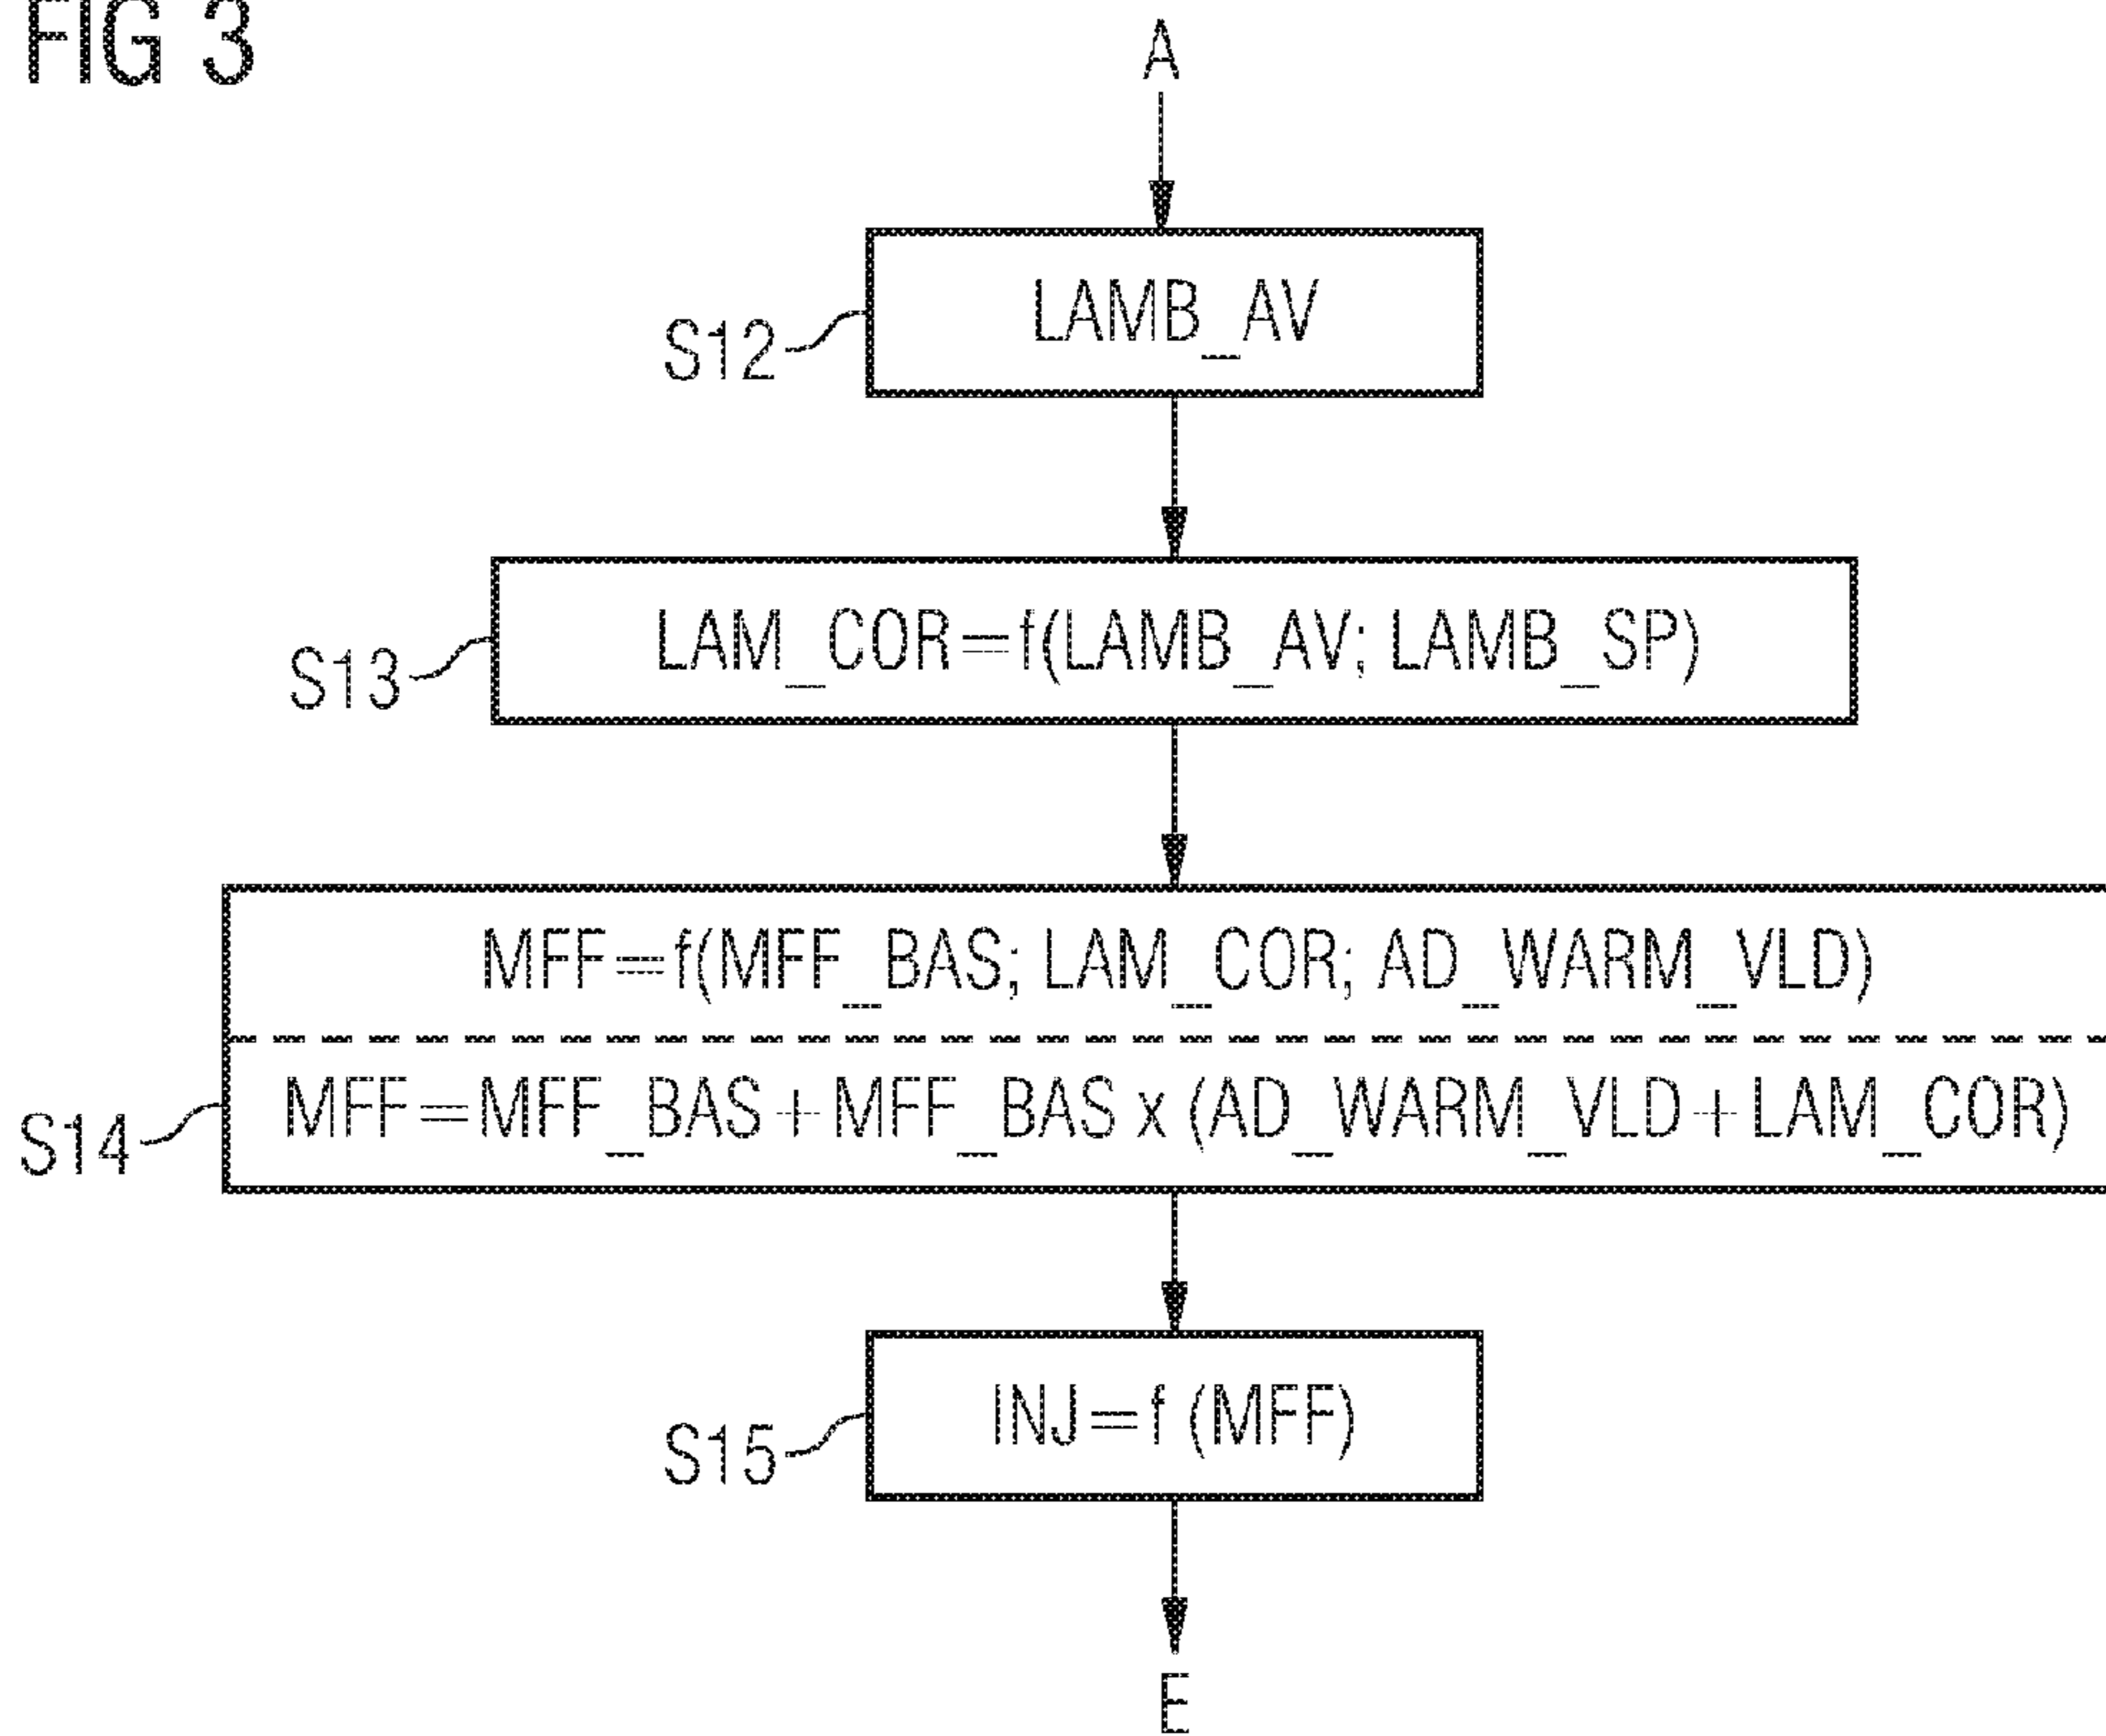 FIG 3
A
S12
LAMB_AV
S13
LAM_COR=f(LAMB_AV; LAMB_SP)
MFF=f(MFF_BAS; LAM_COR; AD_WARM_VLD)
S14
MFF=MFF_BAS+MFF_BAS x (AD_WARM_VLD+LAM_COR)
S15
INJ=f (MFF)
E